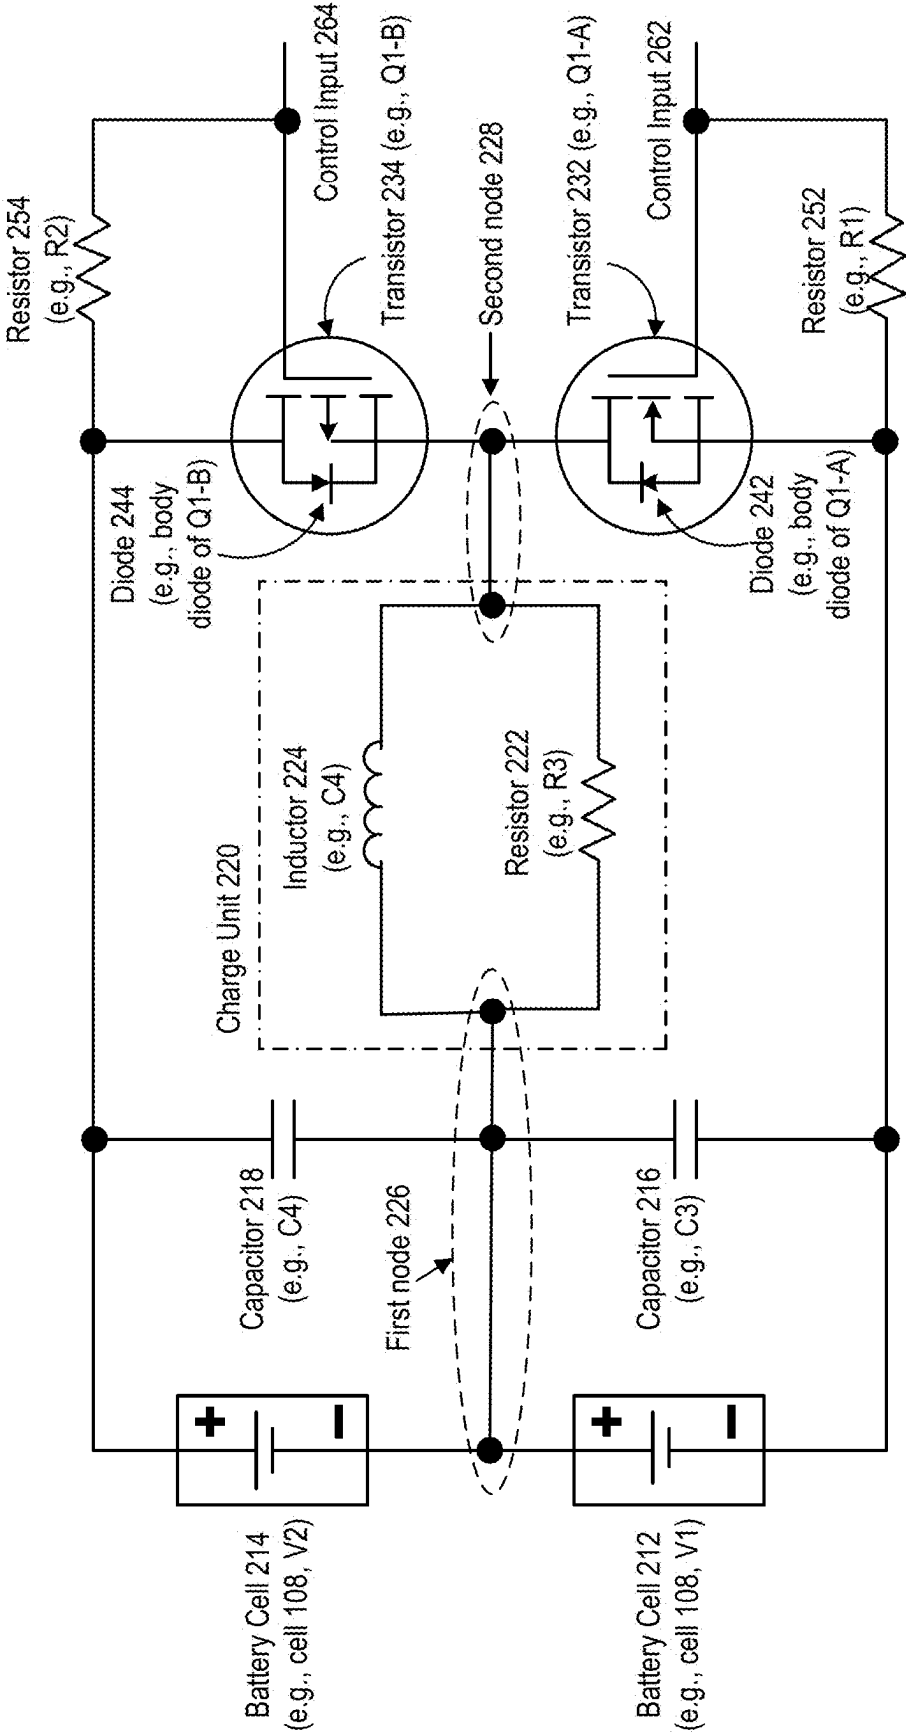 Resistor 254
(e.g., R2)
Control Input 264
Transistor 234 (e.g., Q1-B)
Second node 228
Transistor 232 (e.g., Q1-A)
Control Input 262
Resistor 252
(e.g., R1)
Diode 244
(e.g., body
diode of Q1-B)
Diode 242
(e.g., body
diode of Q1-A)
Charge Unit 220
Inductor 224
(e.g., C4)
Resistor 222
(e.g., R3)
Capacitor 218
(e.g., C4)
First node 226
Capacitor 216
(e.g., C3)
+
−
+
−
Battery Cell 214
(e.g., cell 108, V2)
Battery Cell 212
(e.g., cell 108, V1)